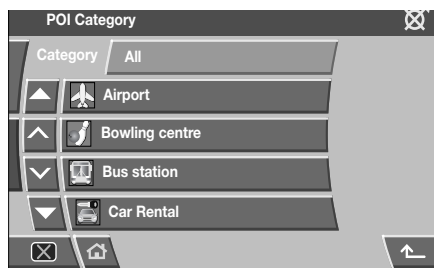 POI Category
Category All
Airport
Bowling centre
Bus station
Car Rental